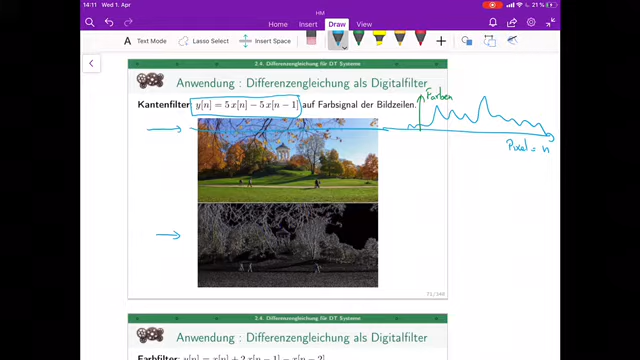 14:11 Wed 1. Apr
21 %
HM
Home Insert Draw View
Text Mode
Lasso Select
Insert Space
2.4. Differenzengleichung für DT Systeme
Anwendung : Differenzengleichung als Digitalfilter
Kantenfilter: y[n] = 5 x[n] − 5 x[n − 1] auf Farbsignal der Bildzeilen.
Farben
Pixel = n
71/340
2.4. Differenzengleichung für DT Systeme
Anwendung : Differenzengleichung als Digitalfilter
Farbfilter: y[n] = x[n] + 2 x[n − 1] − x[n − 2]